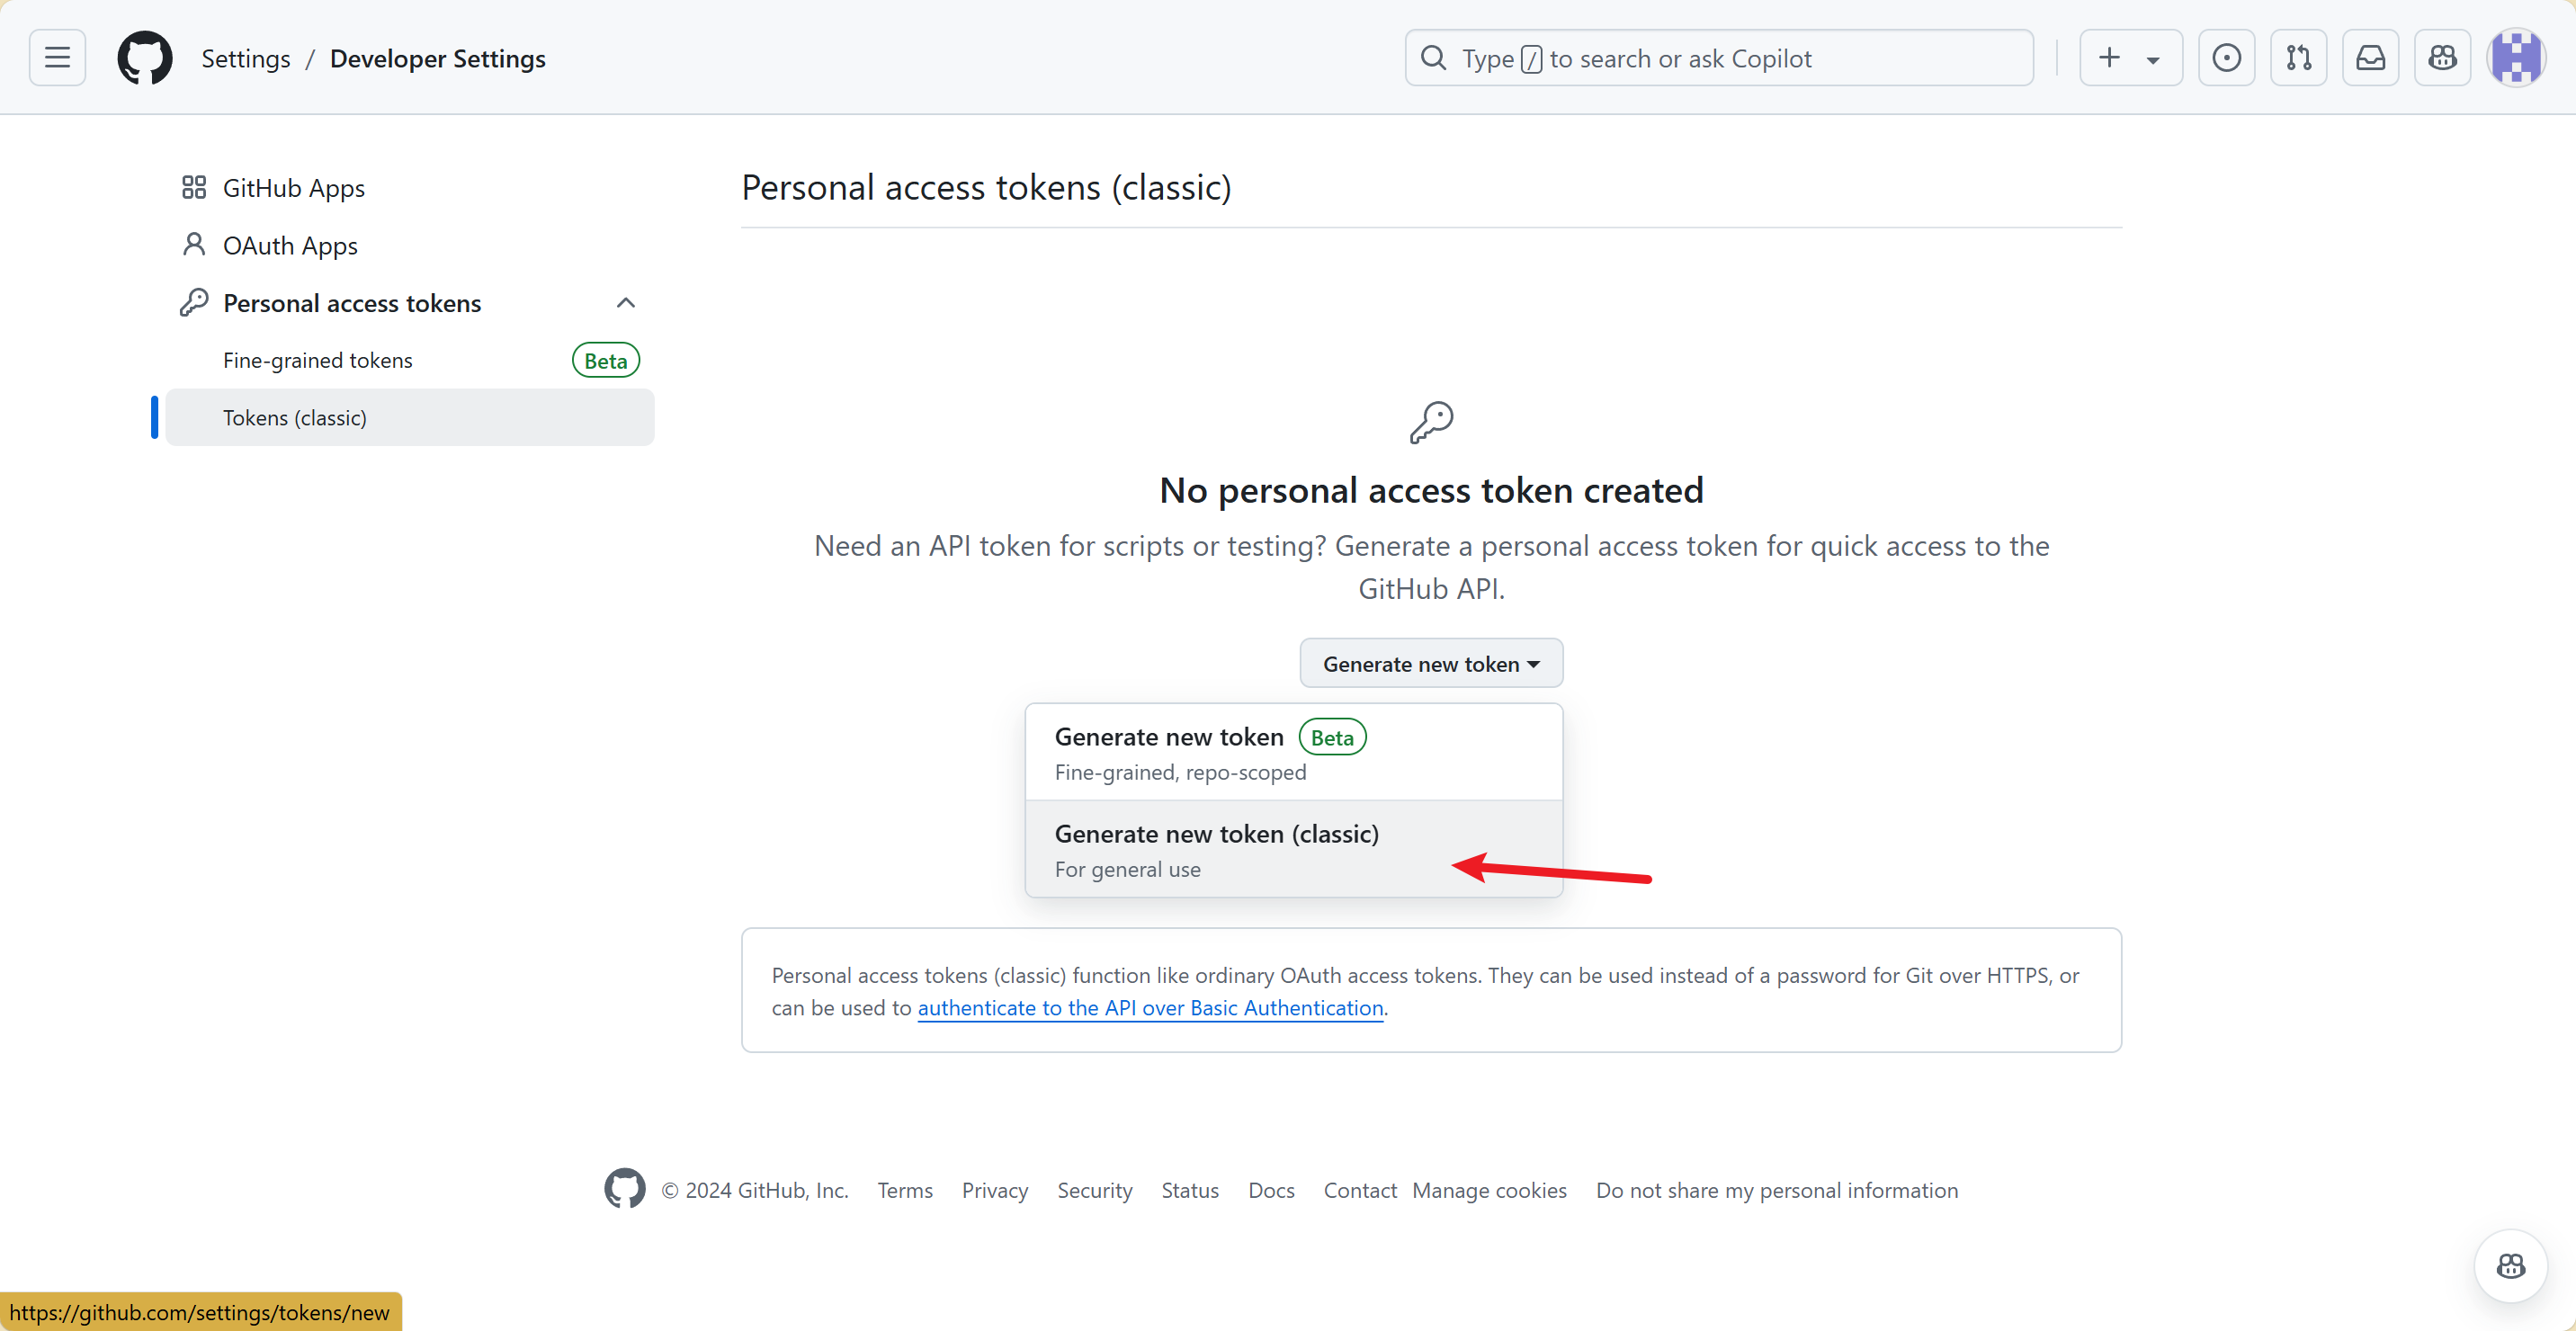 Settings / Developer Settings
Type / to search or ask Copilot
GitHub Apps
OAuth Apps
Personal access tokens
Fine-grained tokens Beta
Tokens (classic)
Personal access tokens (classic)
No personal access token created
Need an API token for scripts or testing? Generate a personal access token for quick access to the
GitHub API.
Generate new token
Generate new token Beta
Fine-grained, repo-scoped
Generate new token (classic)
For general use
Personal access tokens (classic) function like ordinary OAuth access tokens. They can be used instead of a password for Git over HTTPS, or
can be used to authenticate to the API over Basic Authentication.
© 2024 GitHub, Inc. Terms Privacy Security Status Docs Contact Manage cookies Do not share my personal information
https://github.com/settings/tokens/new